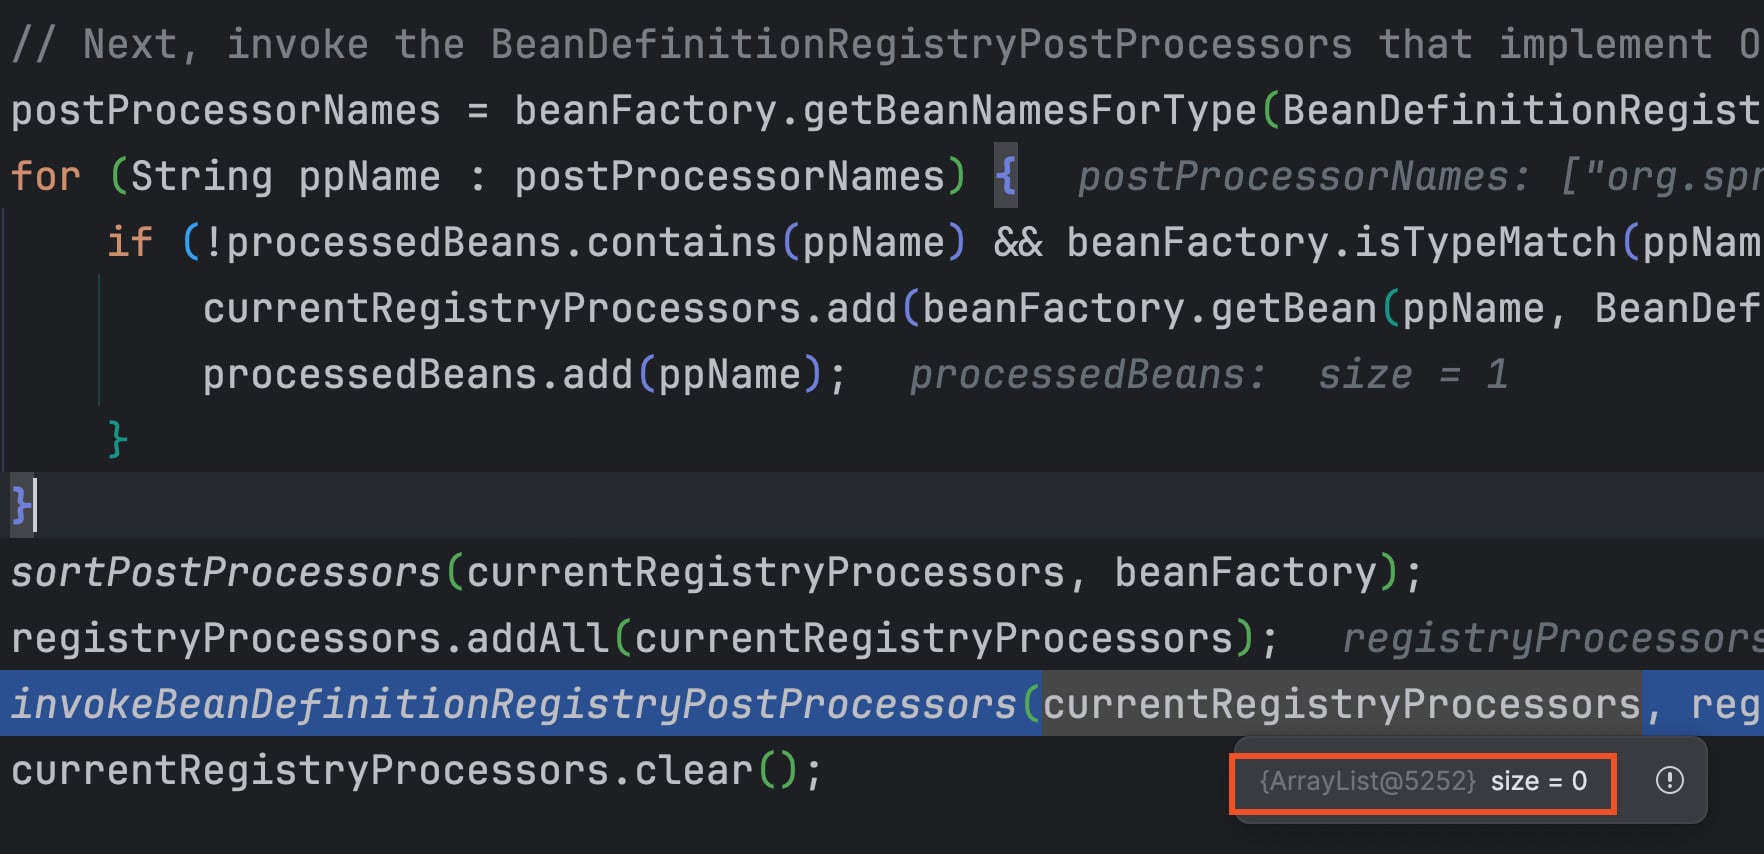 // Next, invoke the BeanDefinitionRegistryPostProcessors that implement O
postProcessorNames = beanFactory.getBeanNamesForType(BeanDefinitionRegist
for (String ppName : postProcessorNames) { postProcessorNames: ["org.spr
if (!processedBeans.contains(ppName) && beanFactory.isTypeMatch(ppNam
currentRegistryProcessors.add(beanFactory.getBean(ppName, BeanDef
processedBeans.add(ppName); processedBeans: size = 1
}
}
sortPostProcessors(currentRegistryProcessors, beanFactory);
registryProcessors.addAll(currentRegistryProcessors); registryProcessors
invokeBeanDefinitionRegistryPostProcessors(currentRegistryProcessors, reg
currentRegistryProcessors.clear();
{ArrayList@5252} size = 0